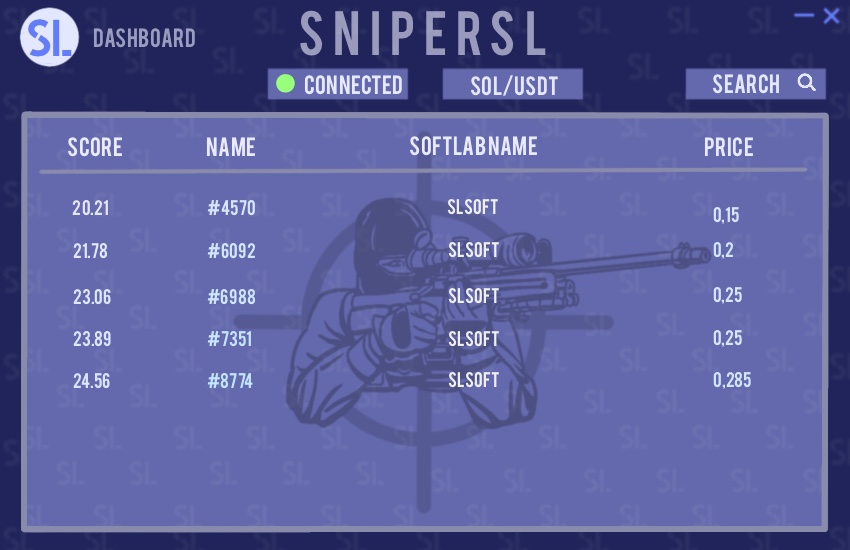 SL DASHBOARD
SNIPERSL
CONNECTED SOL/USDT SEARCH
SCORE NAME SOFTLABNAME PRICE
20.21 #4570 SLSOFT 0,15
21.78 #6092 SLSOFT 0,2
23.06 #6988 SLSOFT 0,25
23.89 #7351 SLSOFT 0,25
24.56 #8774 SLSOFT 0,285